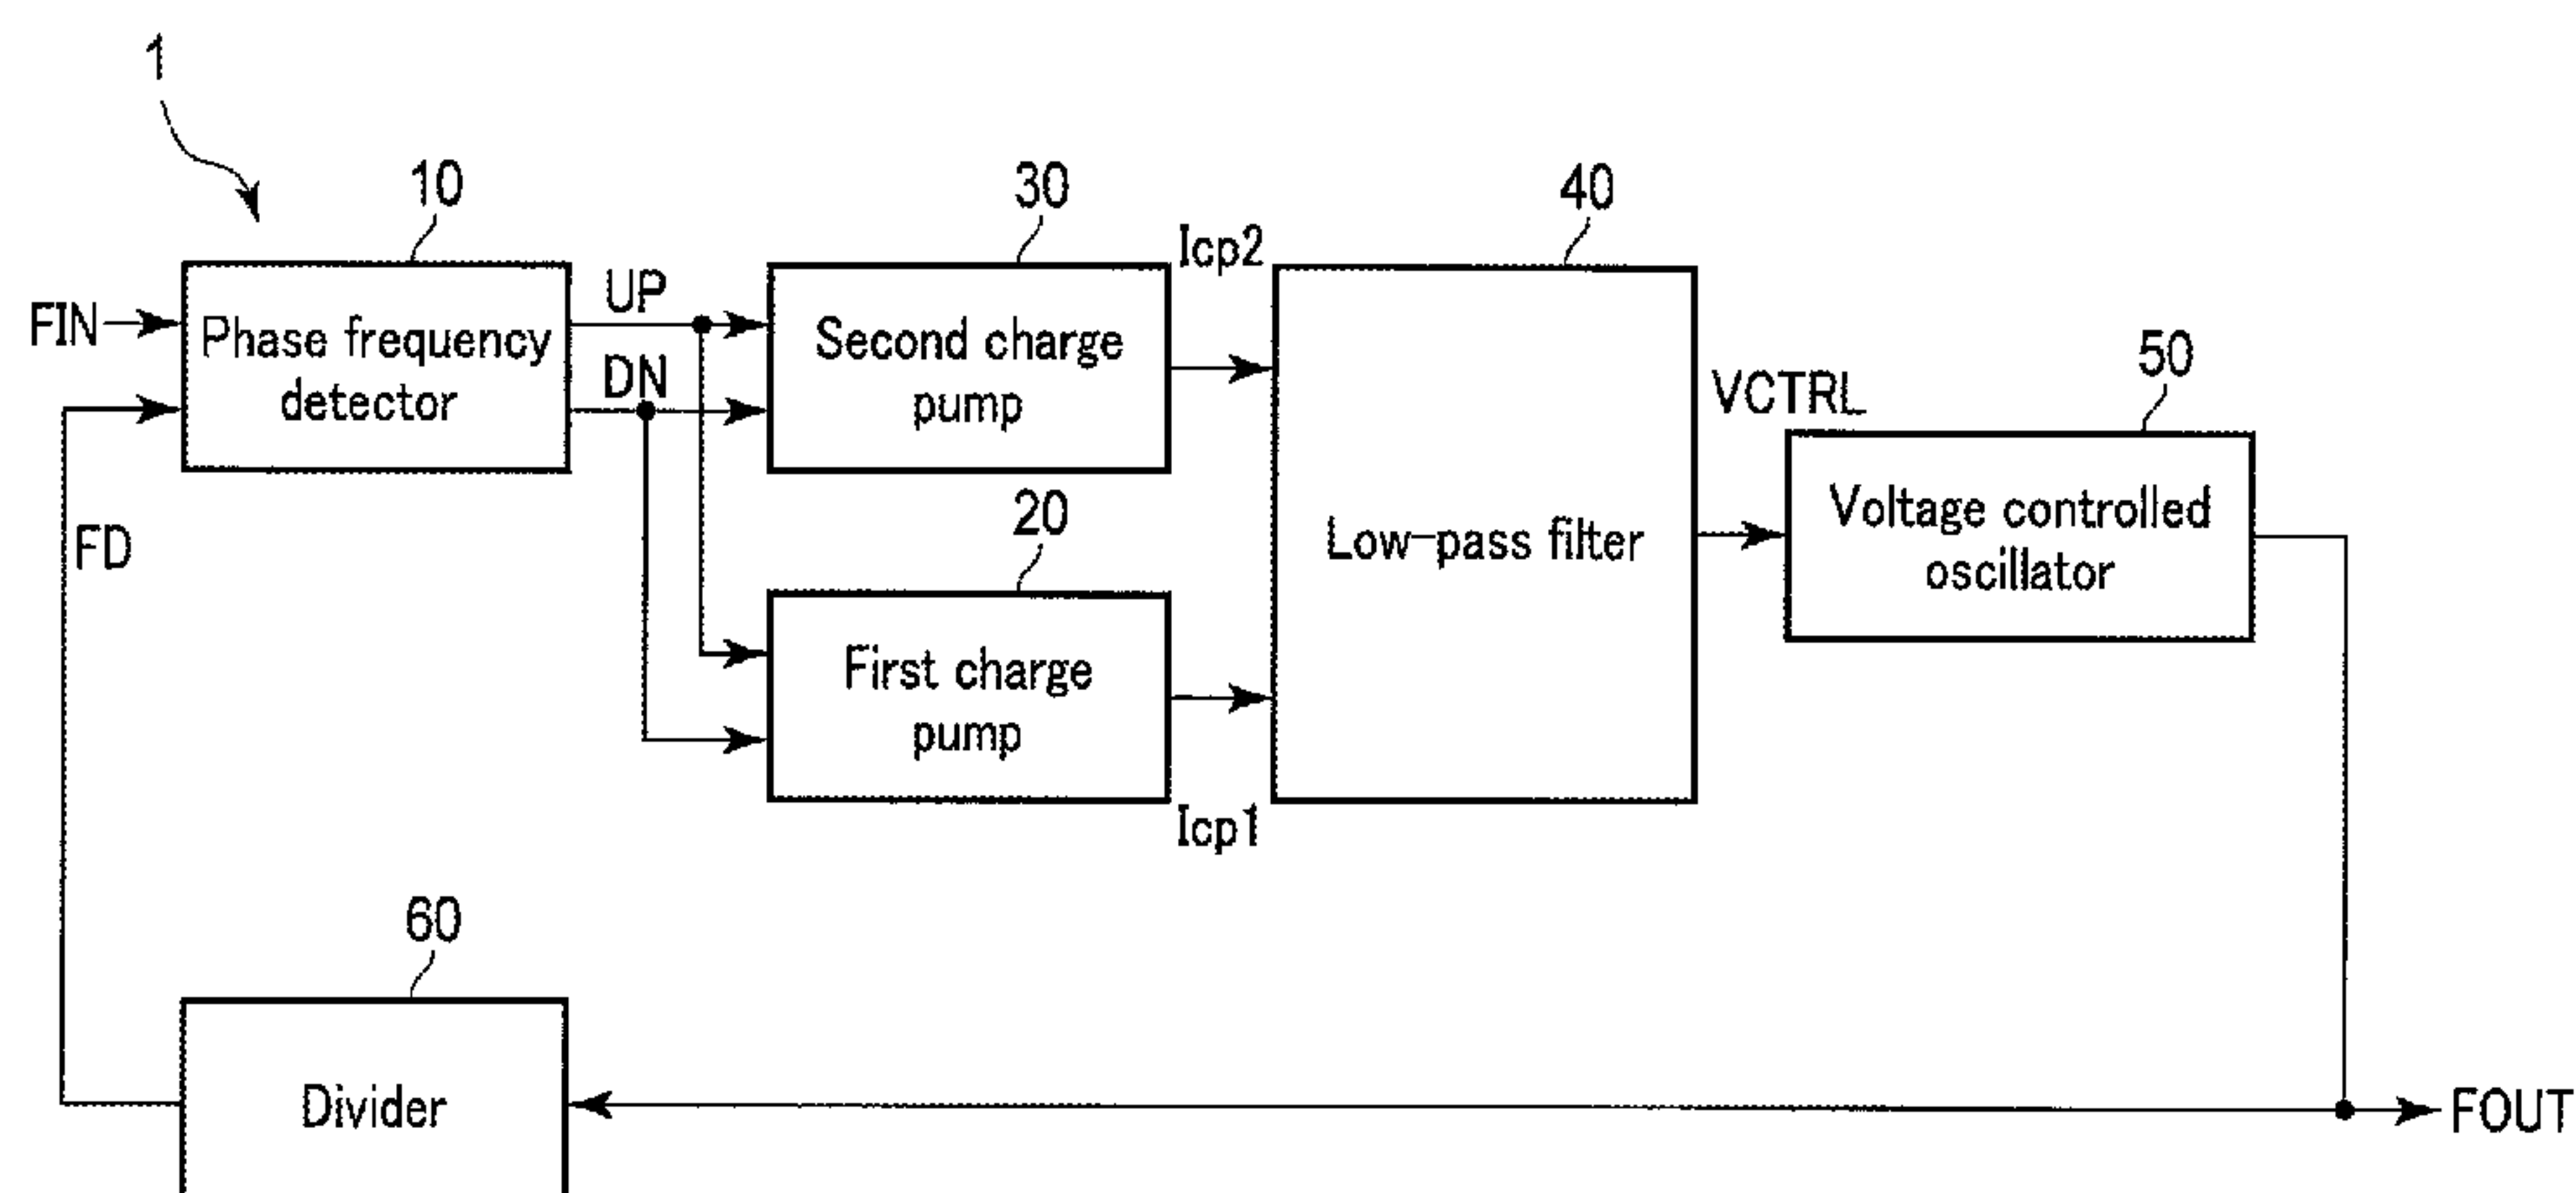 1
10
30
40
Icp2
UP
FIN
Phase frequency
detector
Second charge
pump
DN
VCTRL
50
20
Low-pass filter
Voltage controlled
oscillator
FD
First charge
pump
Icp1
60
Divider
FOUT